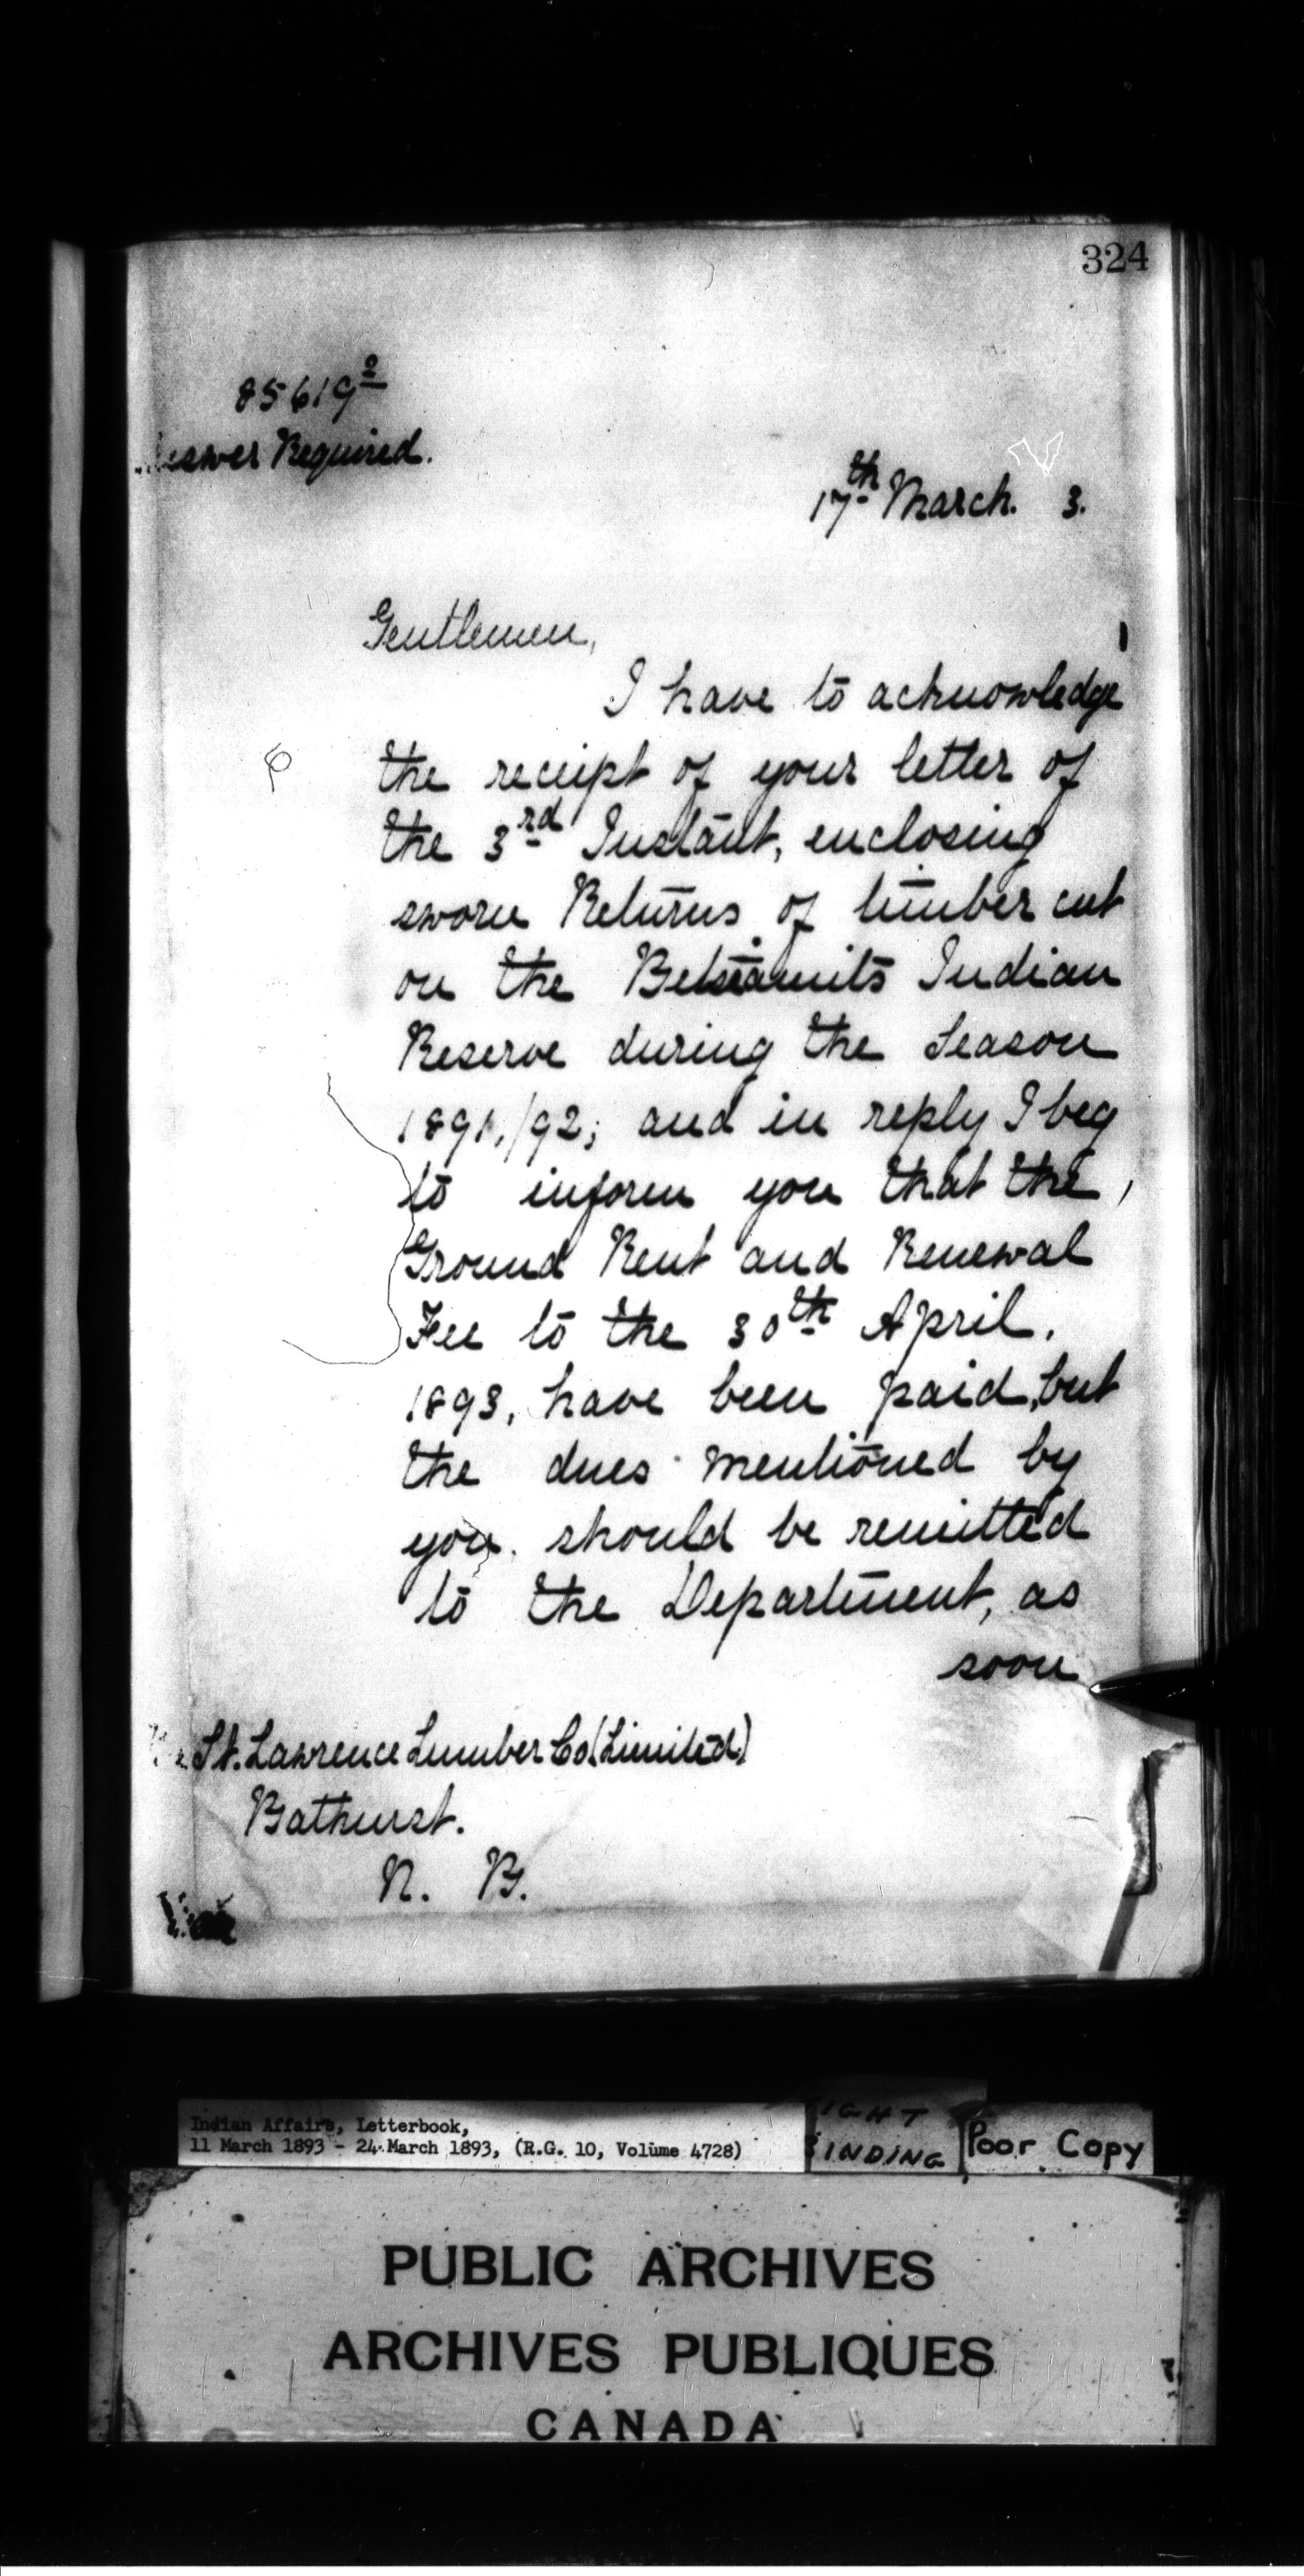 324
85619²
Answer Required.
17th March. 3.
Gentlemen,
I have to acknowledge
the receipt of your letter of
the 3rd Instant, enclosing
sworn Returns of timber cut
on the Betsiamits Indian
Reserve during the Season
1891,/92; and in reply I beg
to inform you that the
Ground Rent and Renewal
Fee to the 30th April.
1893, have been paid, but
the dues mentioned by
you should be remitted
to the Department, as
soon
The St. Lawrence Lumber Co. (Limited)
Bathurst.
N. B.
Indian Affairs, Letterbook,
11 March 1893 - 24 March 1893, (R.G. 10, Volume 4728)
IGHT
BINDING
Poor Copy
PUBLIC ARCHIVES
ARCHIVES PUBLIQUES
CANADA